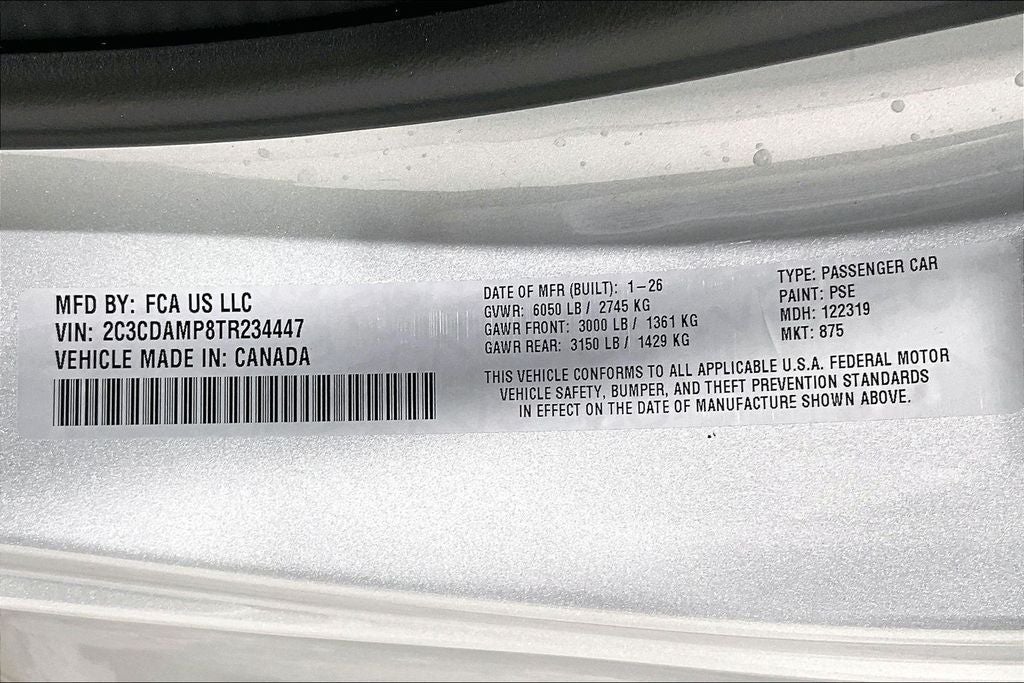 MFD BY: FCA US LLC
VIN: 2C3CDAMP8TR234447
VEHICLE MADE IN: CANADA
DATE OF MFR (BUILT): 1-26
GVWR: 6050 LB / 2745 KG
GAWR FRONT: 3000 LB / 1361 KG
GAWR REAR: 3150 LB / 1429 KG
TYPE: PASSENGER CAR
PAINT: PSE
MDH: 122319
MKT: 875
THIS VEHICLE CONFORMS TO ALL APPLICABLE U.S.A. FEDERAL MOTOR
VEHICLE SAFETY, BUMPER, AND THEFT PREVENTION STANDARDS
IN EFFECT ON THE DATE OF MANUFACTURE SHOWN ABOVE.